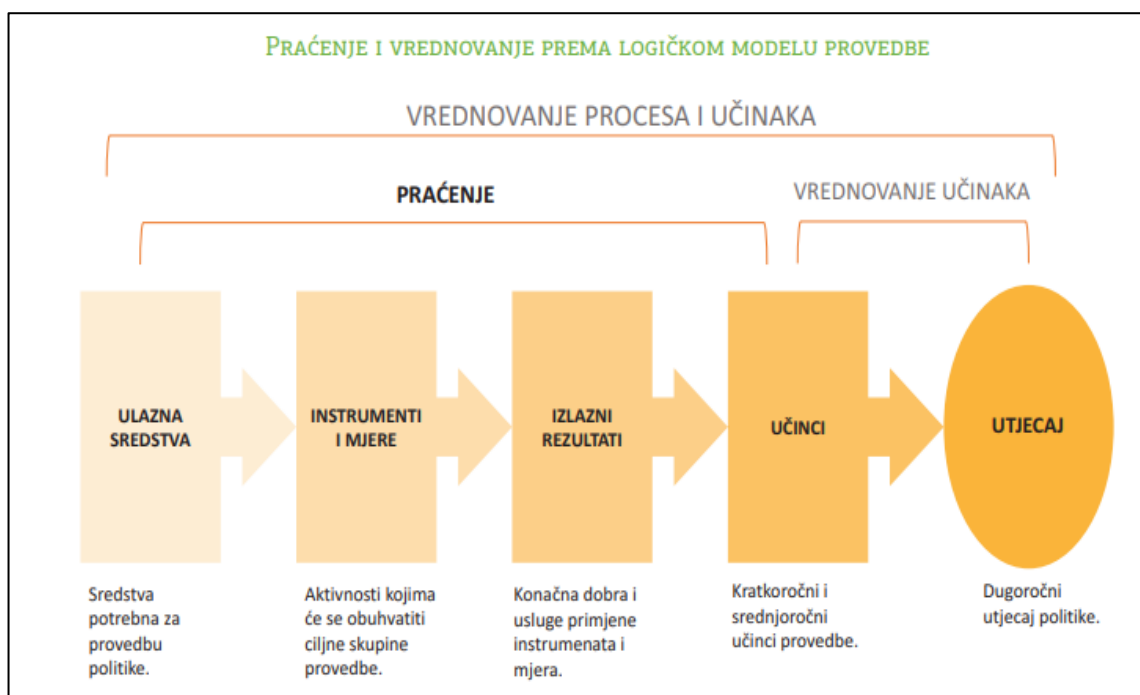 PRAĆENJE I VREDNOVANJE PREMA LOGIČKOM MODELU PROVEDBE
VREDNOVANJE PROCESA I UČINAKA
PRAĆENJE
VREDNOVANJE UČINAKA
ULAZNA
SREDSTVA
INSTRUMENTI
I MJERE
IZLAZNI
REZULTATI
UČINCI
UTJECAJ
Sredstva
potrebna za
provedbu
politike.
Aktivnosti kojima
će se obuhvatiti
ciljne skupine
provedbe.
Konačna dobra i
usluge primjene
instrumenata i
mjera.
Kratkoročni i
srednjoročni
učinci provedbe.
Dugoročni
utjecaj politike.